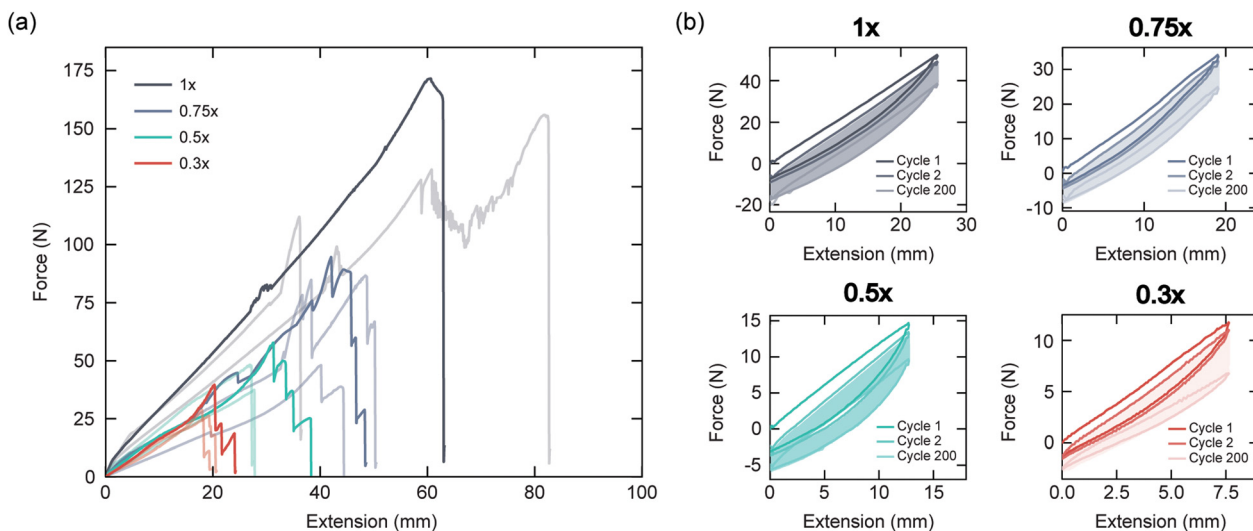 (a)
Force (N)
175
150
125
100
75
50
25
0
1x
0.75x
0.5x
0.3x
0 20 40 60 80 100
Extension (mm)
(b)
1x
Force (N)
40
20
0
-20
Cycle 1
Cycle 2
Cycle 200
0 10 20 30
Extension (mm)
0.75x
Force (N)
30
20
10
0
-10
Cycle 1
Cycle 2
Cycle 200
0 10 20
Extension (mm)
0.5x
Force (N)
15
10
5
0
-5
Cycle 1
Cycle 2
Cycle 200
0 5 10 15
Extension (mm)
0.3x
Force (N)
10
5
0
Cycle 1
Cycle 2
Cycle 200
0.0 2.5 5.0 7.5
Extension (mm)